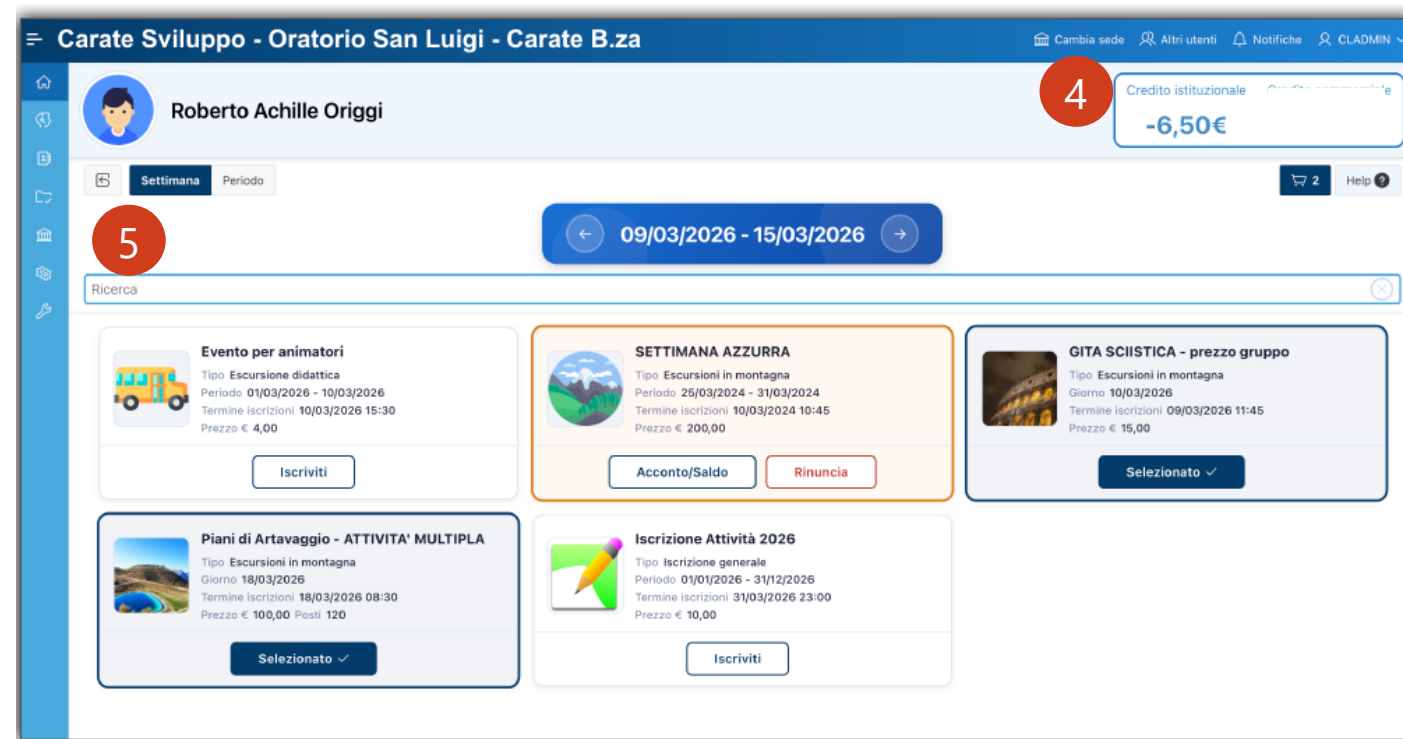 Carate Sviluppo - Oratorio San Luigi - Carate B.za
Cambia sede Altri utenti Notifiche CLADMIN
Roberto Achille Origgi
4
Credito istituzionale
-6,50€
Settimana Periodo
2 Help
5
09/03/2026 - 15/03/2026
Ricerca
Evento per animatori
Tipo Escursione didattica
Periodo 01/03/2026 - 10/03/2026
Termine iscrizioni 10/03/2026 15:30
Prezzo € 4,00
Iscriviti
SETTIMANA AZZURRA
Tipo Escursioni in montagna
Periodo 25/03/2024 - 31/03/2024
Termine iscrizioni 10/03/2024 10:45
Prezzo € 200,00
Acconto/Saldo Rinuncia
GITA SCIISTICA - prezzo gruppo
Tipo Escursioni in montagna
Giorno 10/03/2026
Termine iscrizioni 09/03/2026 11:45
Prezzo € 15,00
Selezionato ✓
Piani di Artavaggio - ATTIVITA' MULTIPLA
Tipo Escursioni in montagna
Giorno 18/03/2026
Termine iscrizioni 18/03/2026 08:30
Prezzo € 100,00 Posti 120
Selezionato ✓
Iscrizione Attività 2026
Tipo Iscrizione generale
Periodo 01/01/2026 - 31/12/2026
Termine iscrizioni 31/03/2026 23:00
Prezzo € 10,00
Iscriviti